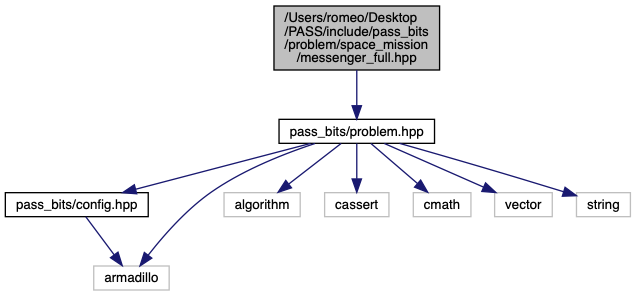 /Users/romeo/Desktop
/PASS/include/pass_bits
/problem/space_mission
/messenger_full.hpp
pass_bits/problem.hpp
pass_bits/config.hpp
algorithm
cassert
cmath
vector
string
armadillo